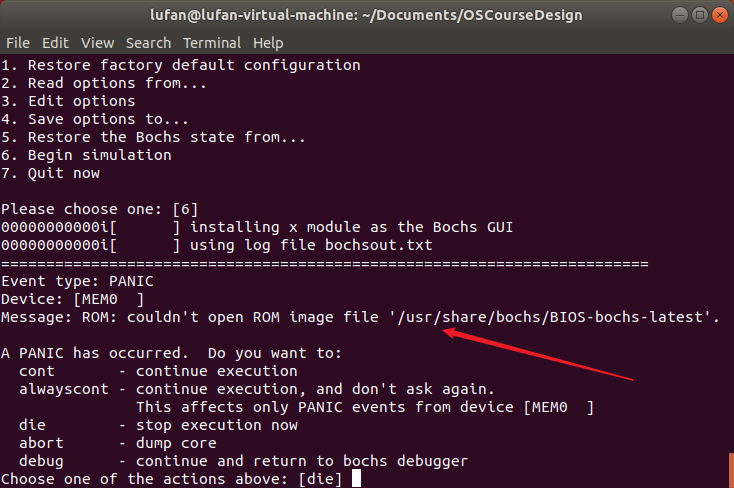 lufan@lufan-virtual-machine: ~/Documents/OSCourseDesign
File Edit View Search Terminal Help
1. Restore factory default configuration
2. Read options from...
3. Edit options
4. Save options to...
5. Restore the Bochs state from...
6. Begin simulation
7. Quit now
Please choose one: [6]
00000000000i[      ] installing x module as the Bochs GUI
00000000000i[      ] using log file bochsout.txt
========================================================================
Event type: PANIC
Device: [MEM0  ]
Message: ROM: couldn't open ROM image file '/usr/share/bochs/BIOS-bochs-latest'.
A PANIC has occurred.  Do you want to:
  cont       - continue execution
  alwayscont - continue execution, and don't ask again.
               This affects only PANIC events from device [MEM0  ]
  die        - stop execution now
  abort      - dump core
  debug      - continue and return to bochs debugger
Choose one of the actions above: [die]